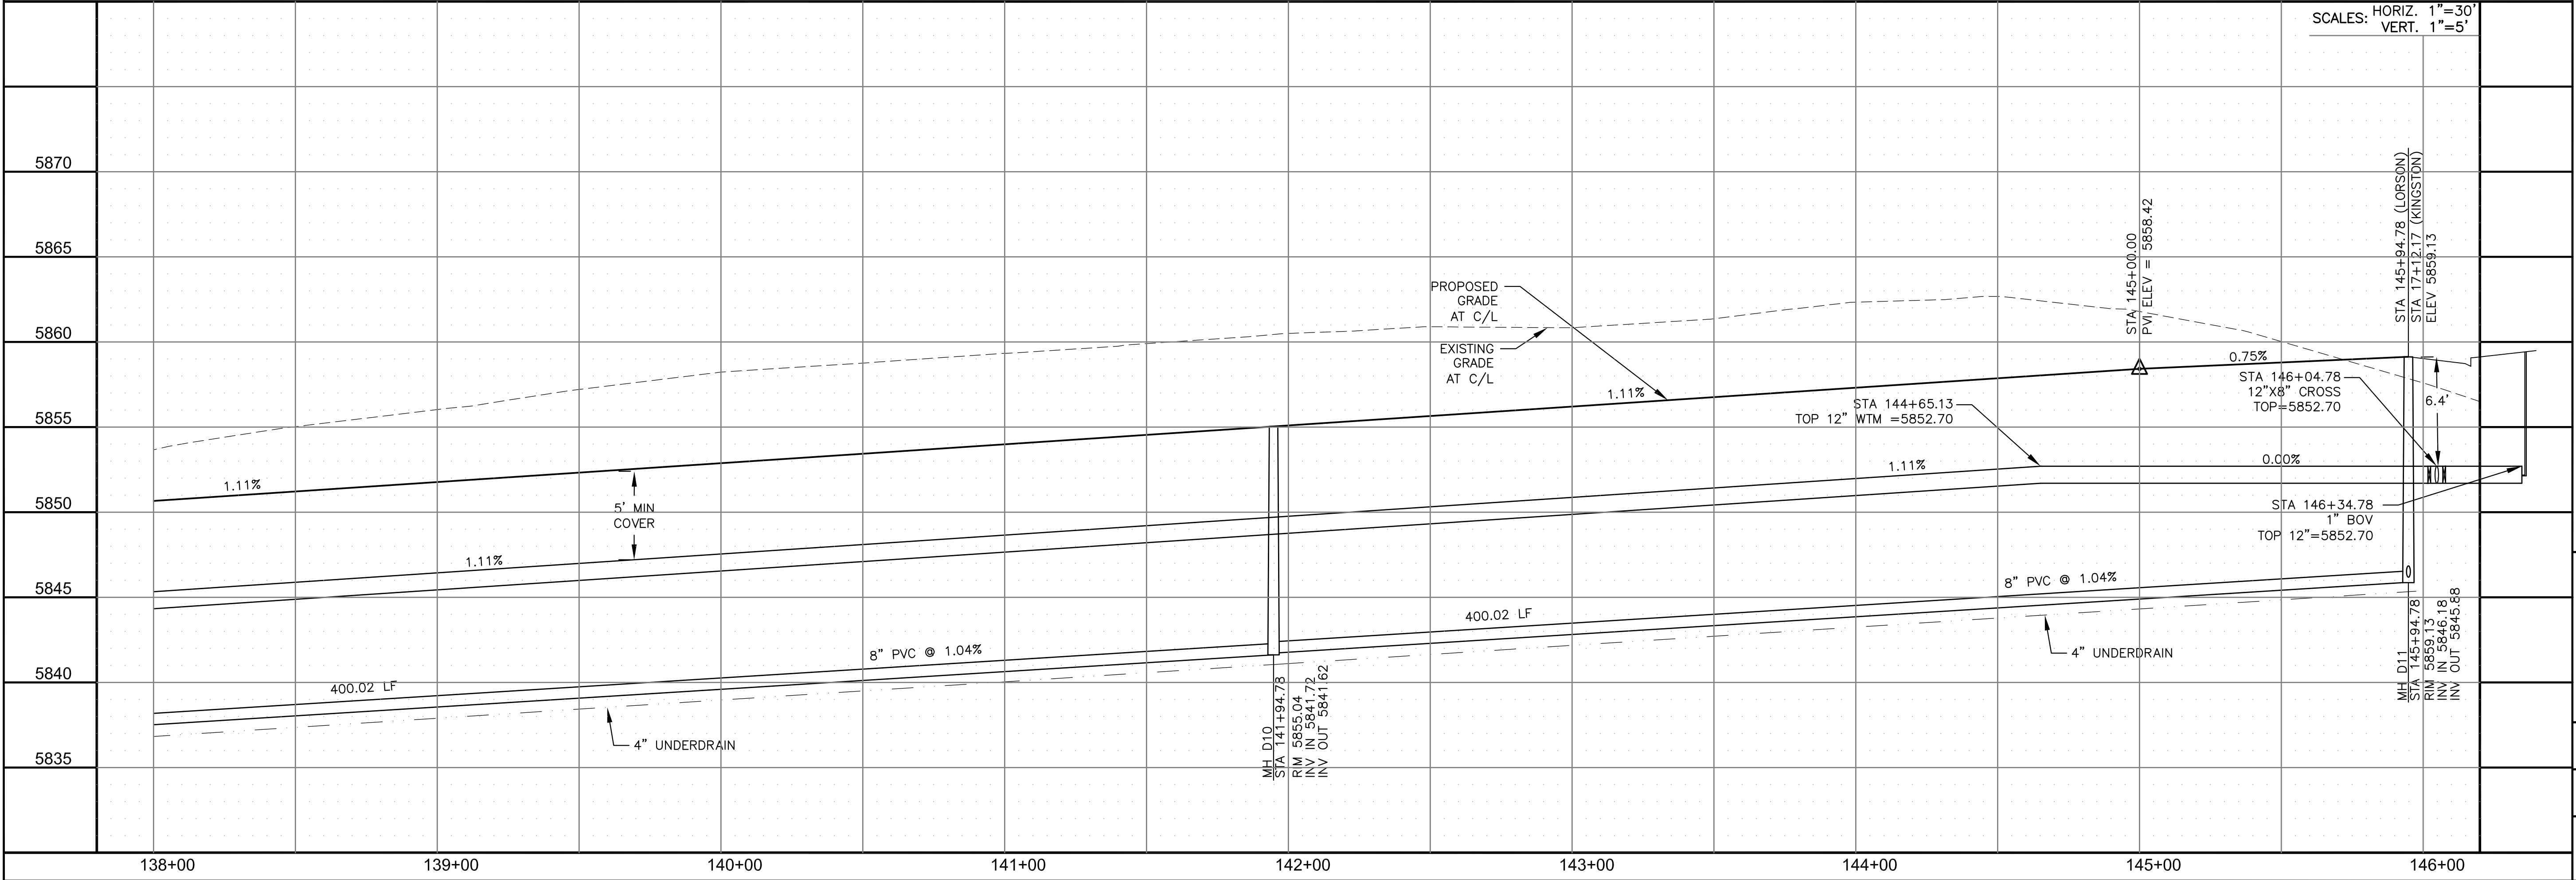 SCALES: HORIZ. 1"=30'
VERT. 1"=5'
5870
5865
5860
5855
5850
5845
5840
5835
PROPOSED
GRADE
AT C/L
EXISTING
GRADE
AT C/L
STA 145+00.00
PVI ELEV = 5858.42
STA 145+94.78 (LORSON)
STA 17+12.17 (KINGSTON)
ELEV 5859.13
0.75%
1.11%
STA 146+04.78
12"X8" CROSS
TOP=5852.70
6.4'
STA 144+65.13
TOP 12" WTM =5852.70
1.11%
0.00%
1.11%
5' MIN
COVER
STA 146+34.78
1" BOV
TOP 12"=5852.70
1.11%
8" PVC @ 1.04%
400.02 LF
8" PVC @ 1.04%
400.02 LF
4" UNDERDRAIN
4" UNDERDRAIN
MH D10
STA 141+94.78
RIM 5855.04
INV IN 5841.72
INV OUT 5841.62
MH D11
STA 145+94.78
RIM 5859.13
INV IN 5846.18
INV OUT 5845.88
138+00
139+00
140+00
141+00
142+00
143+00
144+00
145+00
146+00